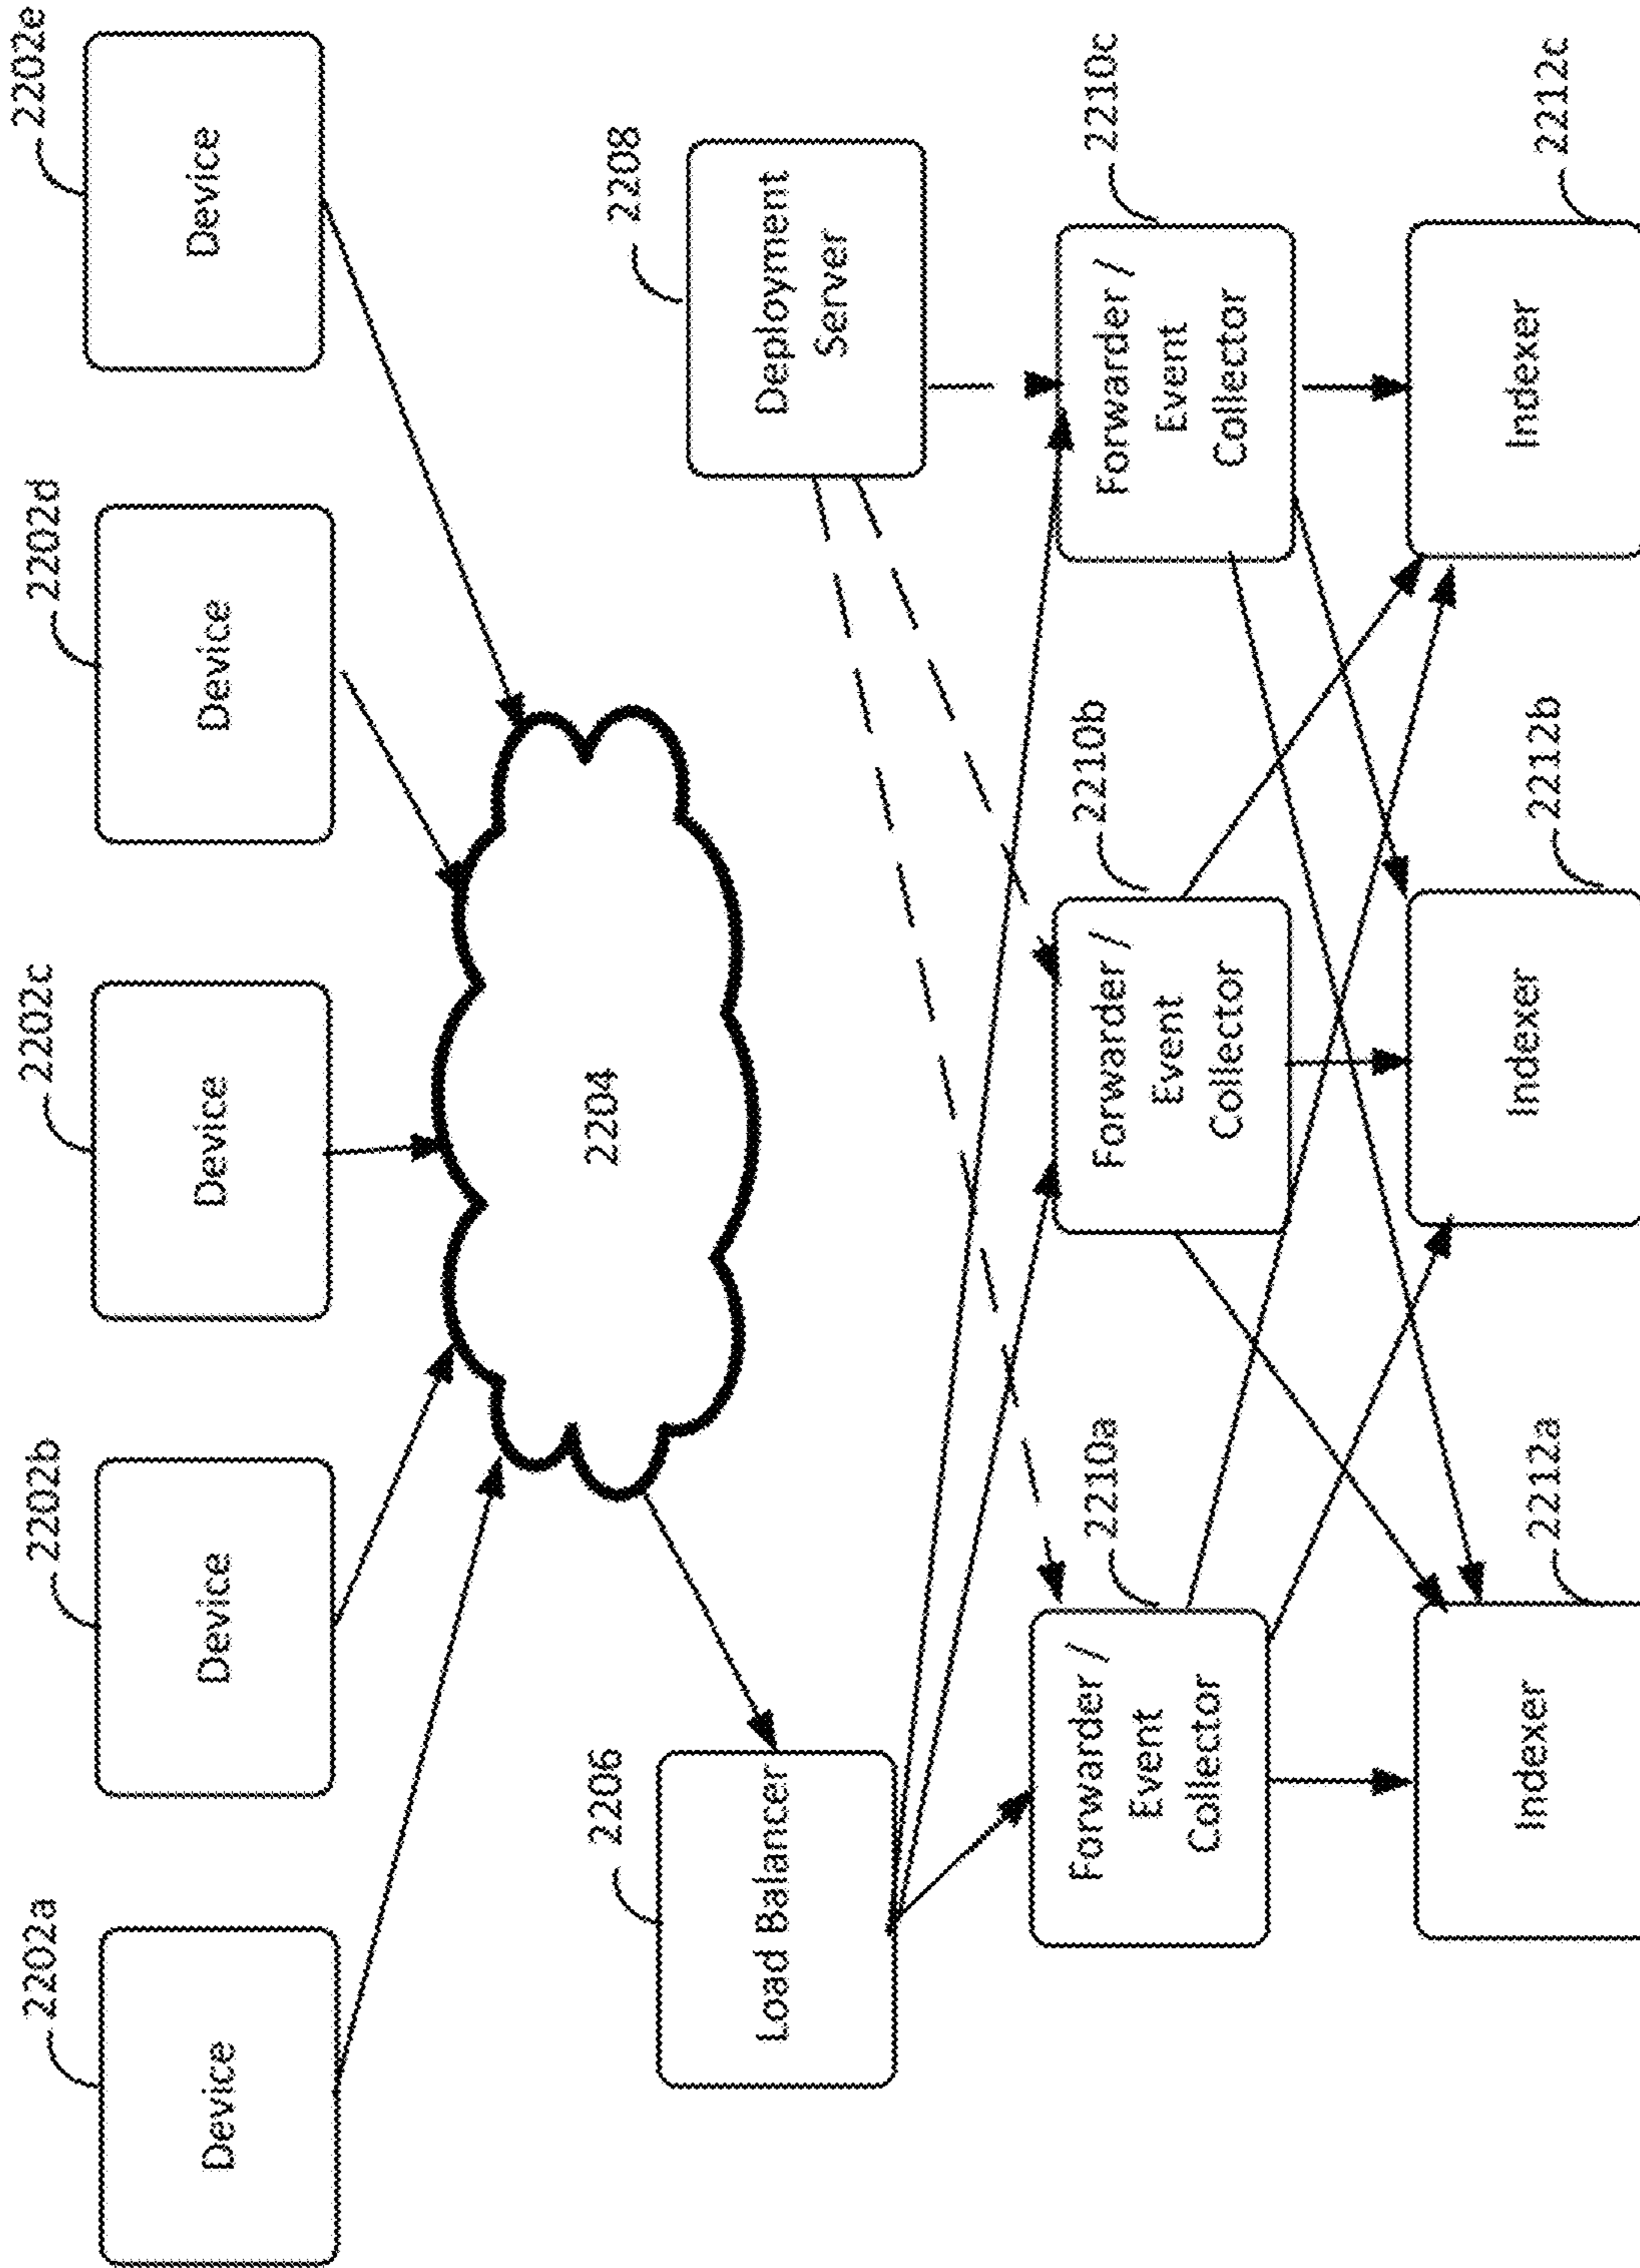 2202a
2202b
2202c
2202d
2202e
Device
Device
Device
Device
Device
2204
2206
Load Balancer
2208
Deployment
Server
2210a
Forwarder /
Event
Collector
2210b
Forwarder /
Event
Collector
2210c
Forwarder /
Event
Collector
2212a
Indexer
2212b
Indexer
2212c
Indexer